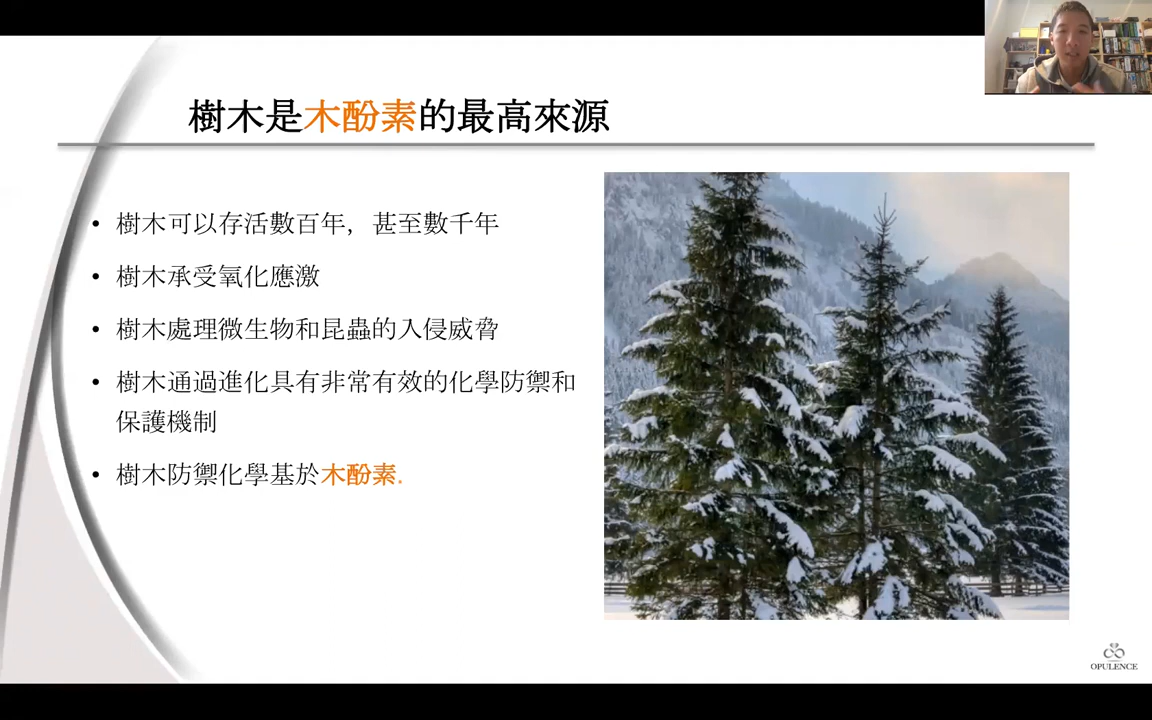 樹木是木酚素的最高來源
• 樹木可以存活數百年，甚至數千年
• 樹木承受氧化應激
• 樹木處理微生物和昆蟲的入侵威脅
• 樹木通過進化具有非常有效的化學防禦和
保護機制
• 樹木防禦化學基於木酚素.
OPULENCE